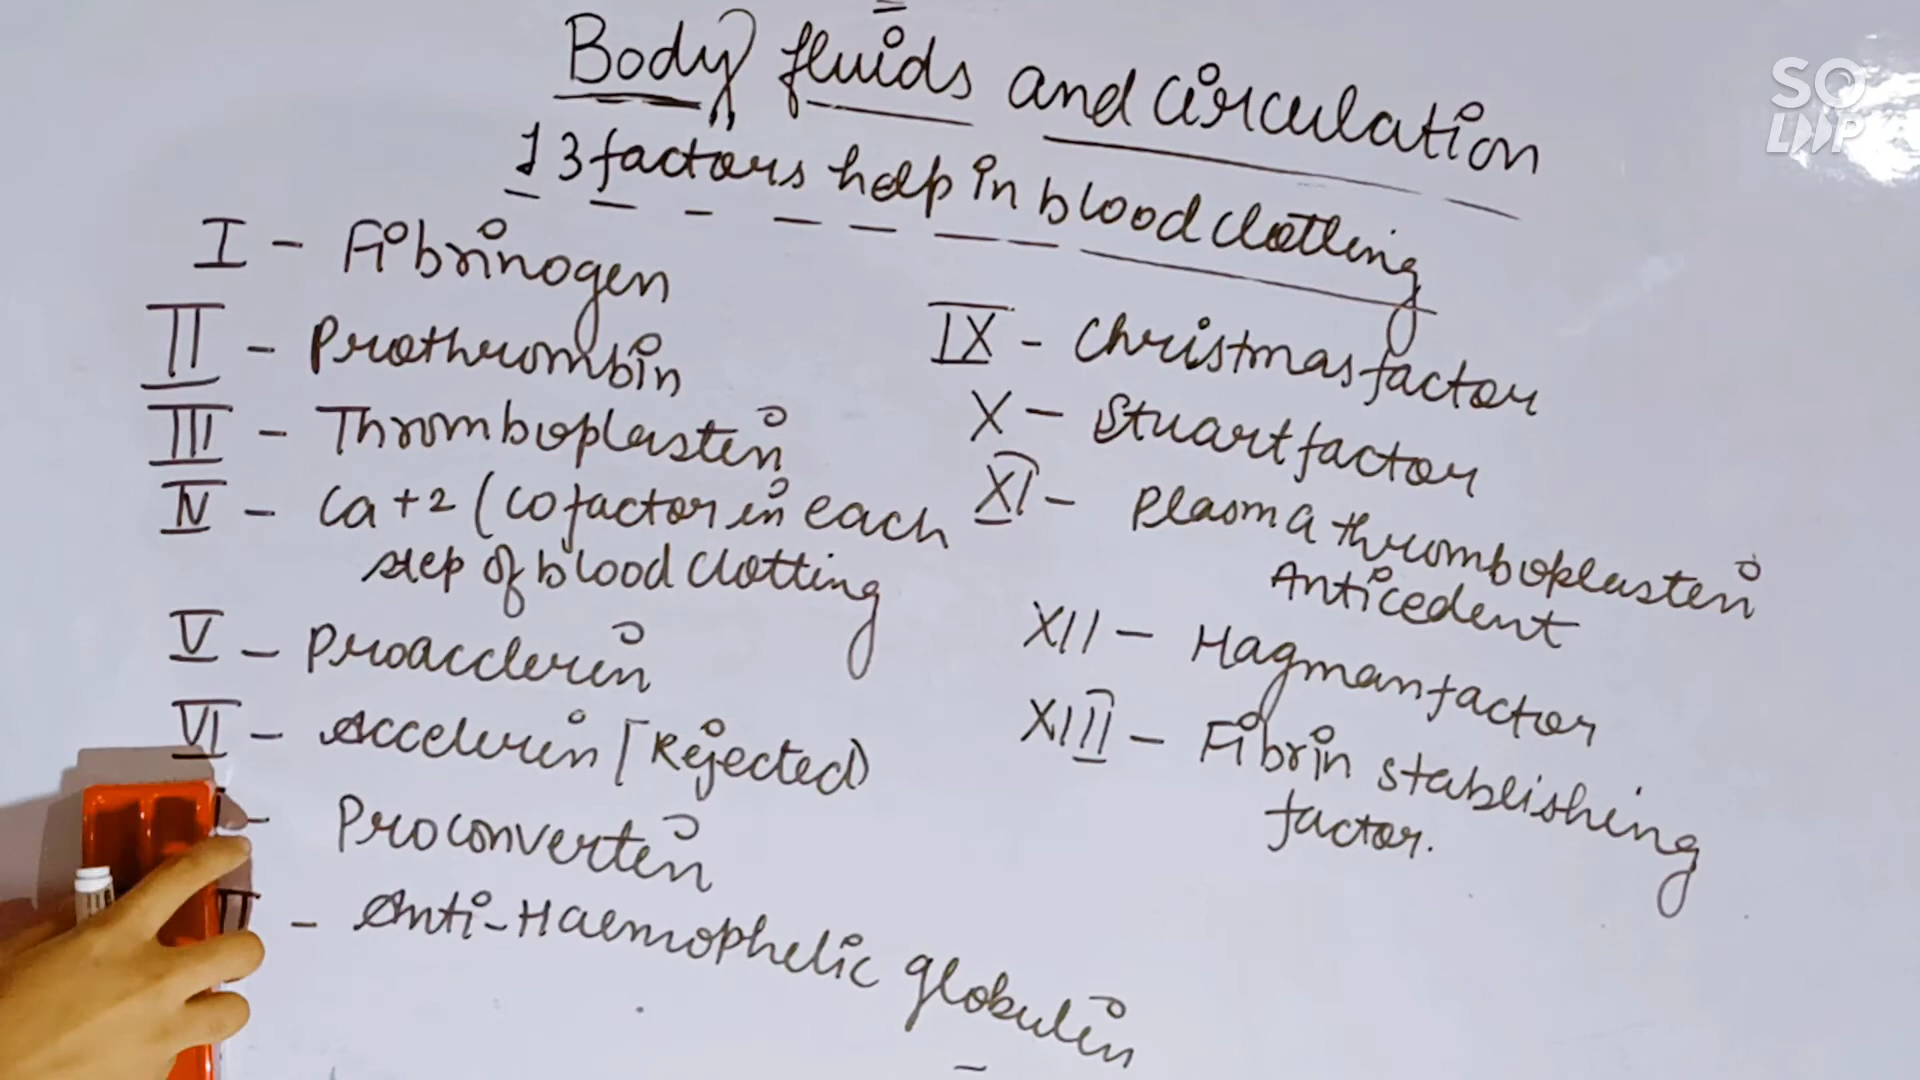 Body fluids and circulation
13 factors help in blood clotting
I - Fibrinogen
II - Prothrombin
III - Thromboplastin
IV - Ca+2 (Cofactor in each
step of blood clotting
V - Proacclerin
VI - Accelerin [Rejected)
- Proconvertin
- Anti-Haemophelic globulin
IX - Christmas factor
X - Stuart factor
XI - Plasma thromboplastin
Anticedent
XII - Hagman factor
XIII - Fibrin stablishing
factor.
SO
LOOP